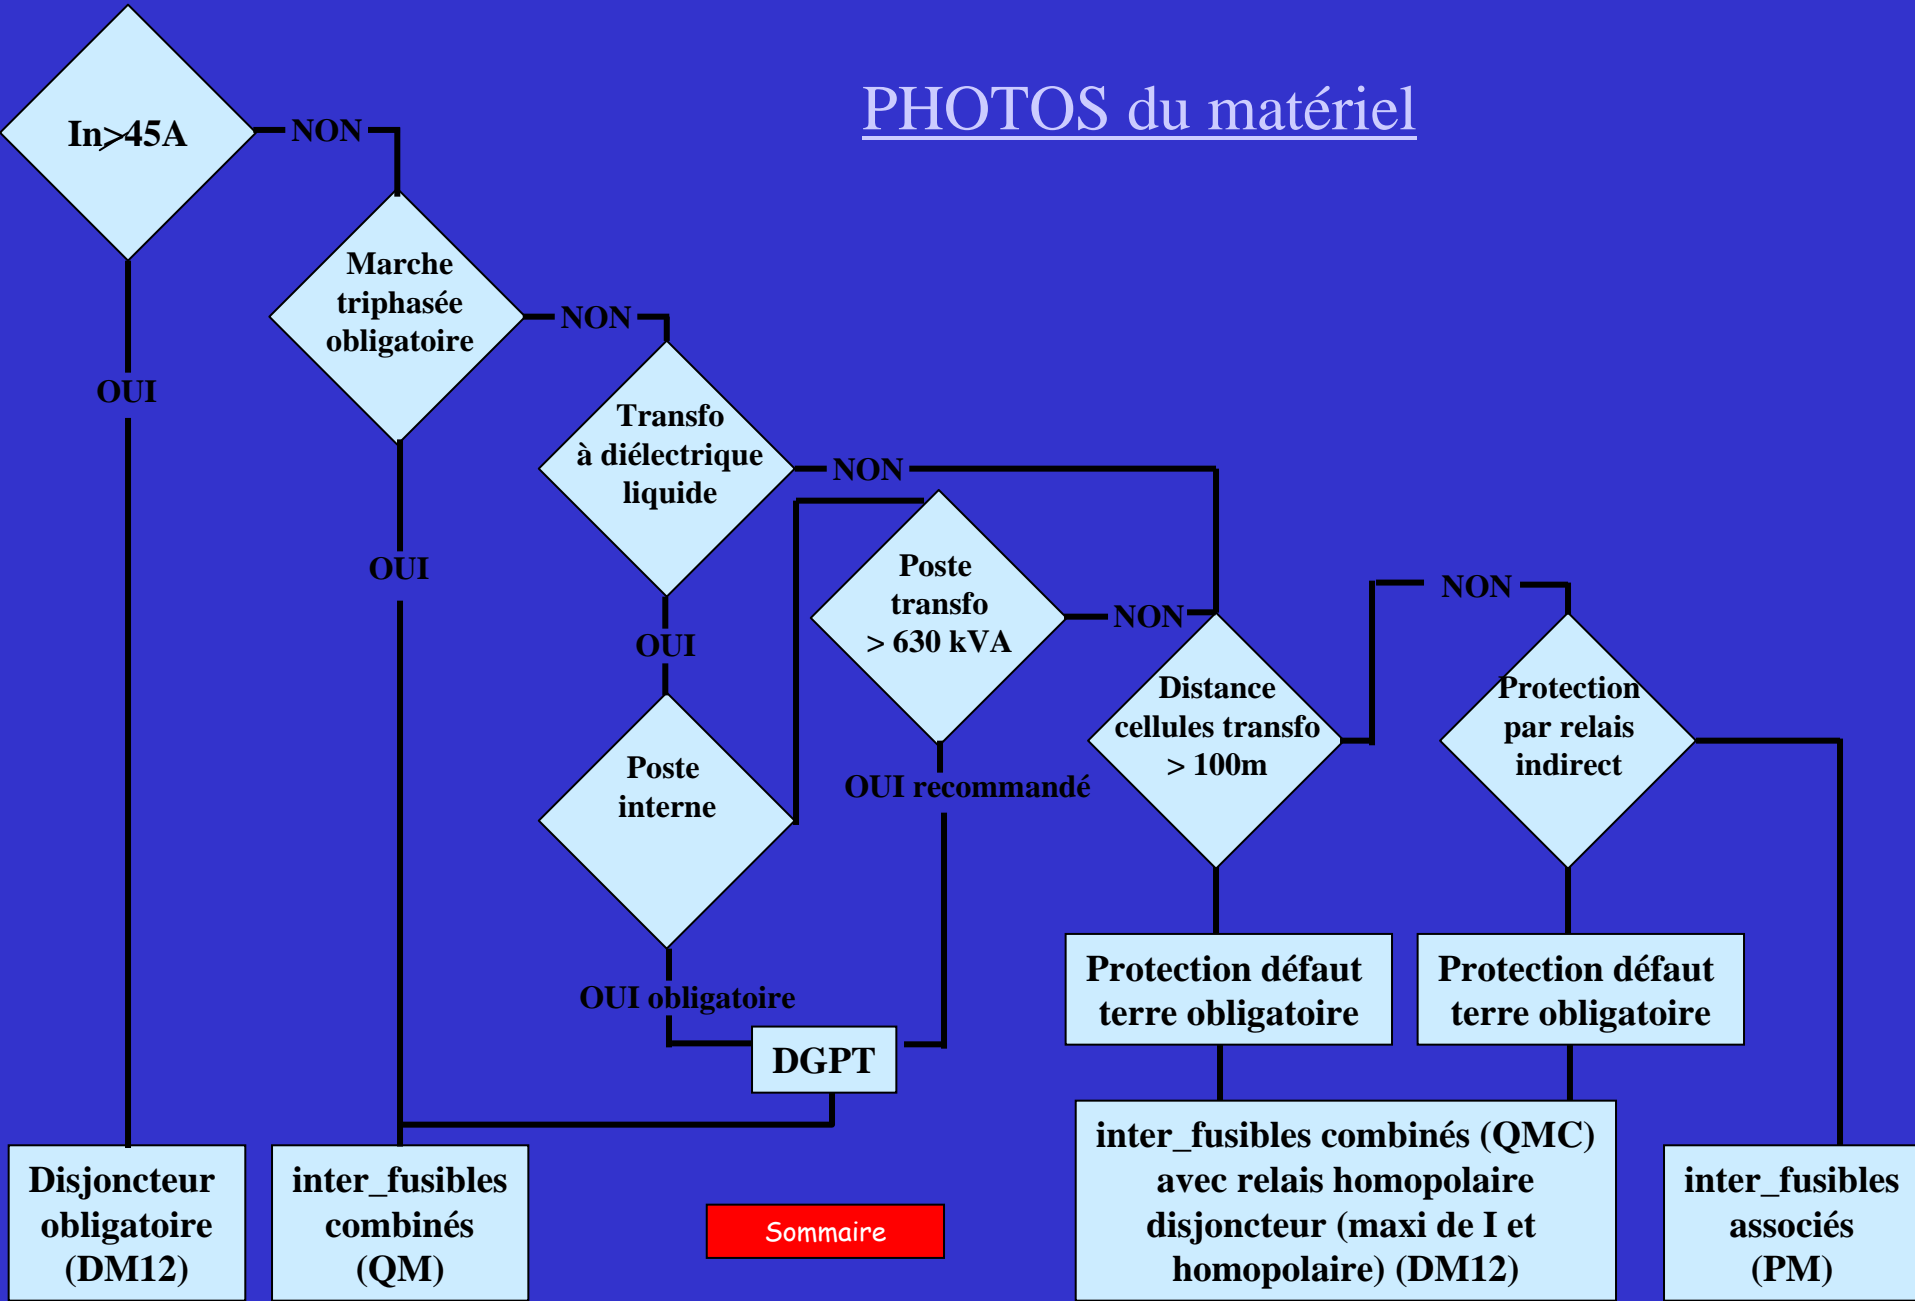 PHOTOS du matériel
In>45A
NON
OUI
Marche
triphasée
obligatoire
NON
OUI
Transfo
à diélectrique
liquide
NON
OUI
Poste
transfo
> 630 kVA
NON
OUI recommandé
Poste
interne
OUI obligatoire
DGPT
Distance
cellules transfo
> 100m
NON
Protection
par relais
indirect
Protection défaut
terre obligatoire
Protection défaut
terre obligatoire
Disjoncteur
obligatoire
(DM12)
inter_fusibles
combinés
(QM)
Sommaire
inter_fusibles combinés (QMC)
avec relais homopolaire
disjoncteur (maxi de I et
homopolaire) (DM12)
inter_fusibles
associés
(PM)